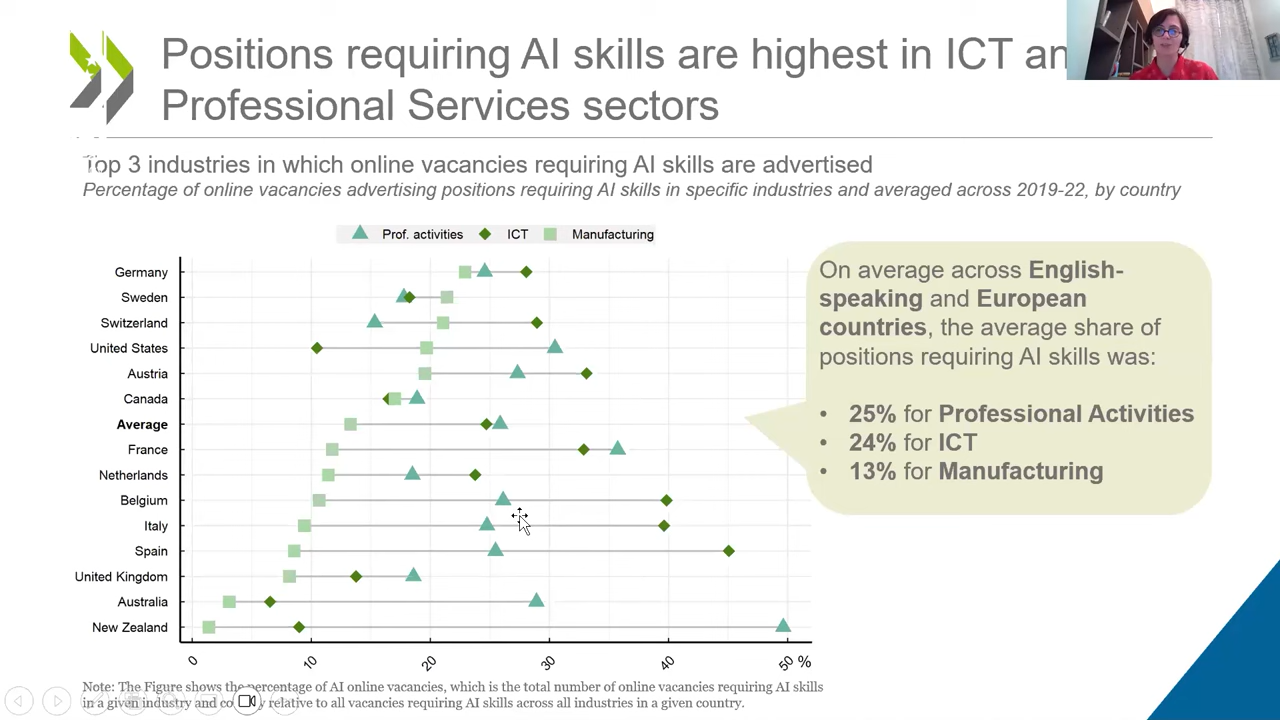 Positions requiring AI skills are highest in ICT an
Professional Services sectors
Top 3 industries in which online vacancies requiring AI skills are advertised
Percentage of online vacancies advertising positions requiring AI skills in specific industries and averaged across 2019-22, by country
Prof. activities ICT Manufacturing
Germany
Sweden
Switzerland
United States
Austria
Canada
Average
France
Netherlands
Belgium
Italy
Spain
United Kingdom
Australia
New Zealand
0 10 20 30 40 50 %
On average across English-
speaking and European
countries, the average share of
positions requiring AI skills was:
• 25% for Professional Activities
• 24% for ICT
• 13% for Manufacturing
Note: The Figure shows the percentage of AI online vacancies, which is the total number of online vacancies requiring AI skills
in a given industry and co y relative to all vacancies requiring AI skills across all industries in a given country.